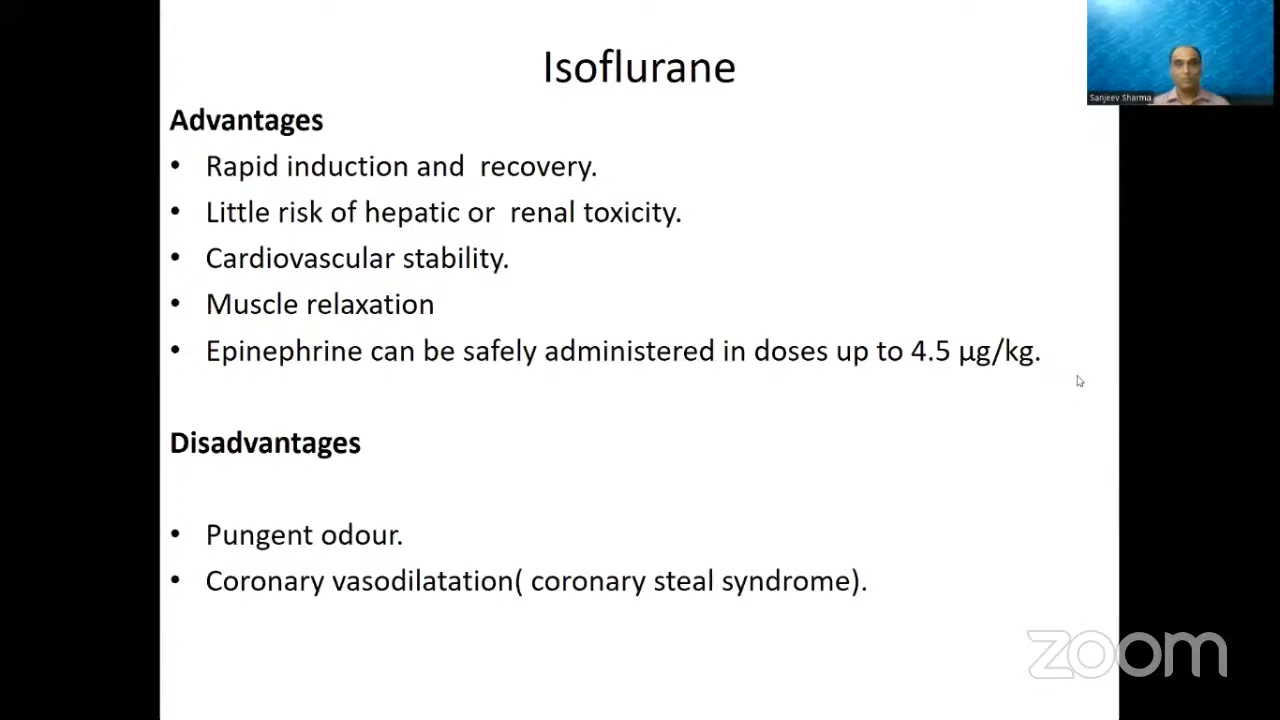 Isoflurane
Sanjeev Sharma
Advantages
• Rapid induction and  recovery.
• Little risk of hepatic or  renal toxicity.
• Cardiovascular stability.
• Muscle relaxation
• Epinephrine can be safely administered in doses up to 4.5 µg/kg.
Disadvantages
• Pungent odour.
• Coronary vasodilatation( coronary steal syndrome).
zoom